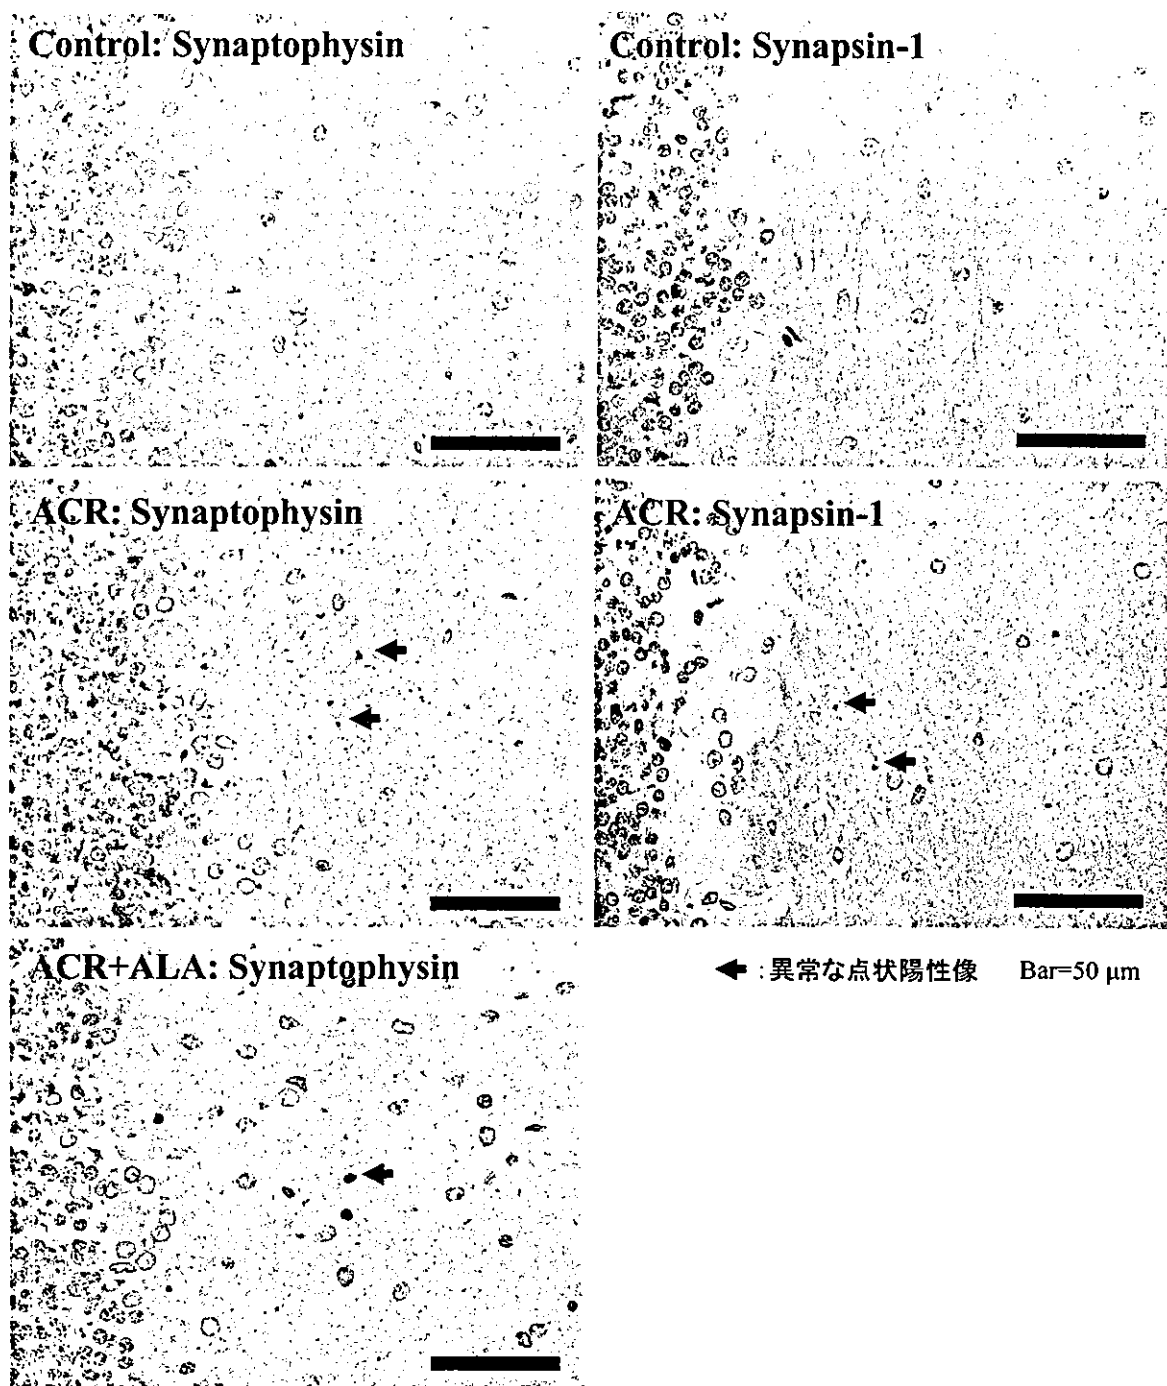 Control: Synaptophysin
Control: Synapsin-1
ACR: Synaptophysin
ACR: Synapsin-1
ACR+ALA: Synaptophysin
: 異常な点状陽性像 Bar=50 μm